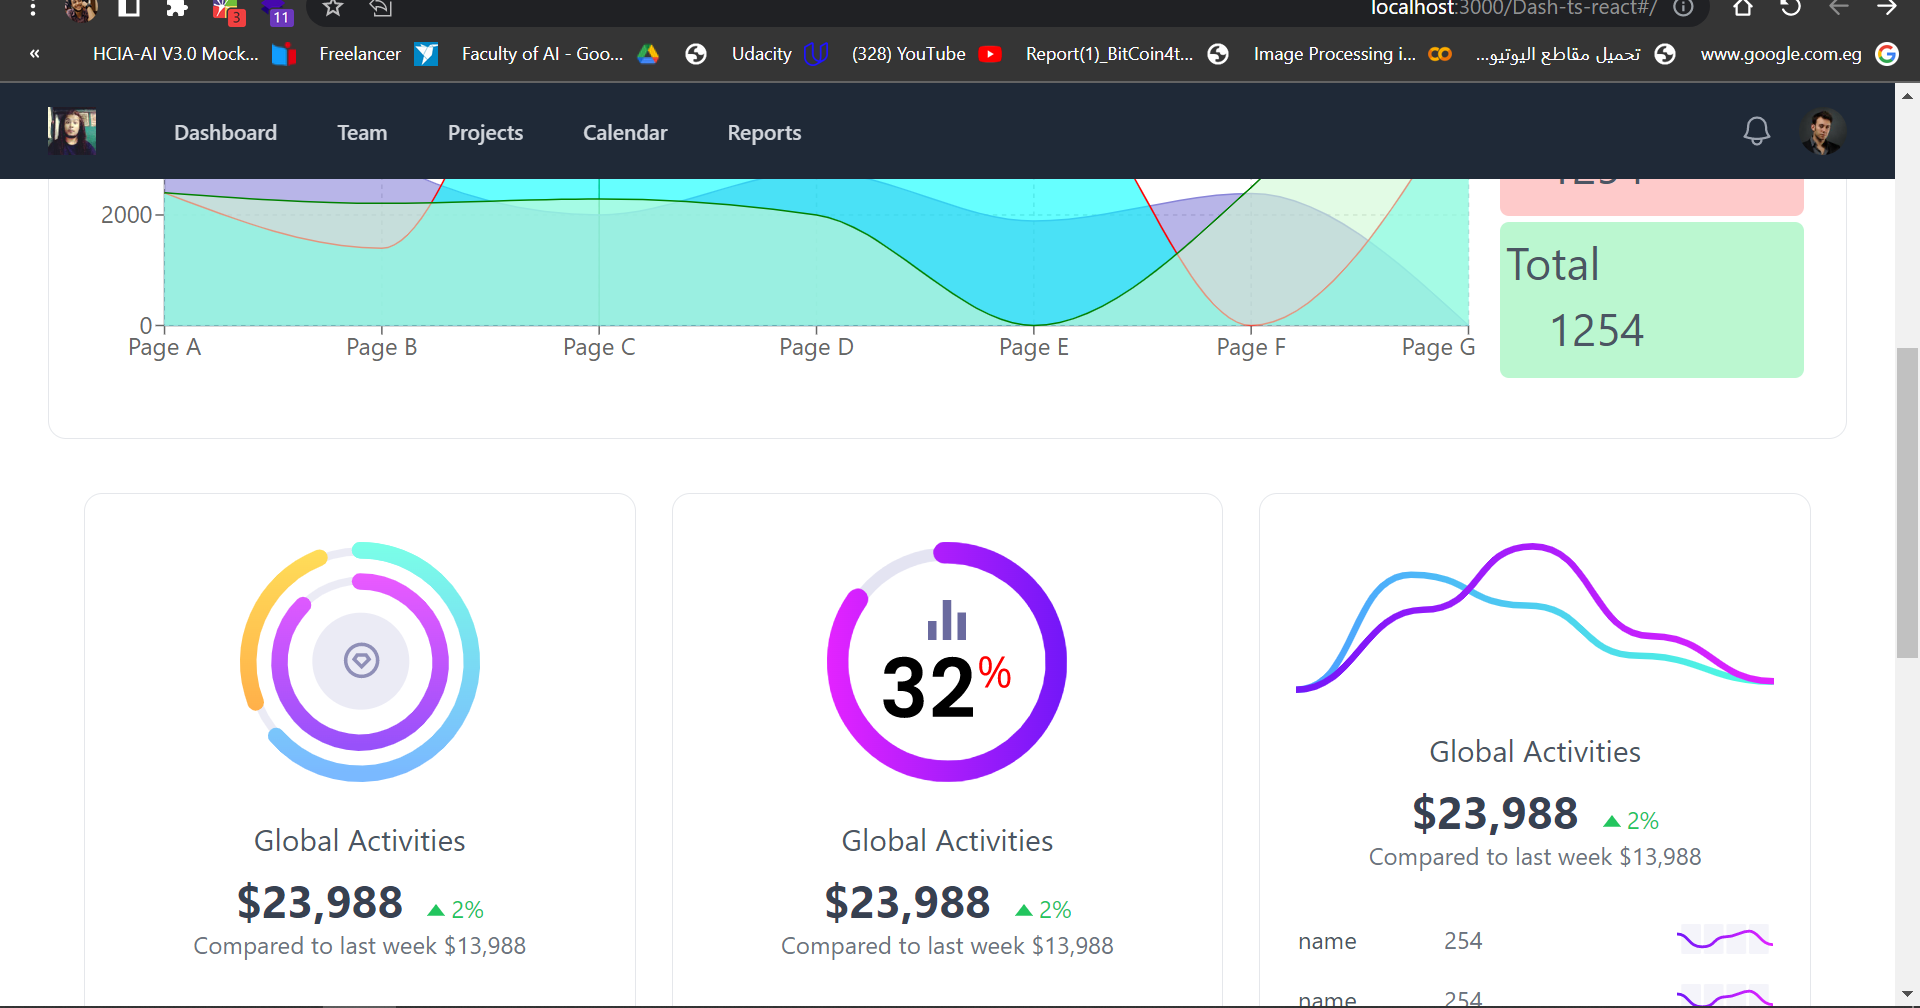 localhost:3000/Dash-ts-react#/
3
11
« HCIA-AI V3.0 Mock... Freelancer Faculty of AI - Goo... Udacity (328) YouTube Report(1)_BitCoin4t... Image Processing i... تحميل مقاطع اليوتيو... www.google.com.eg
Dashboard Team Projects Calendar Reports
2000
0
Page A Page B Page C Page D Page E Page F Page G
1254
Total
1254
32%
Global Activities
$23,988 2%
Compared to last week $13,988
Global Activities
$23,988 2%
Compared to last week $13,988
Global Activities
$23,988 2%
Compared to last week $13,988
name 254
name 254